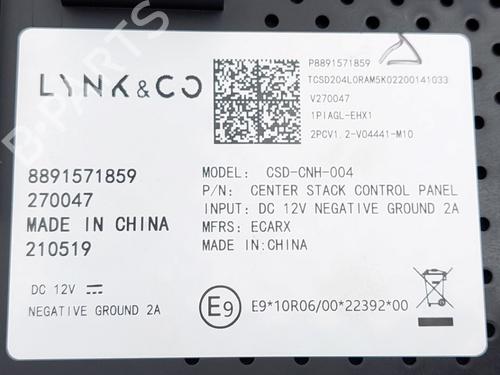 LYNK&CO
P8891571859
TCSD204L0RAM5K02200141033
V270047
1PIAGL-EHX1
2PCV1.2-V04441-M10
8891571859
270047
MADE IN CHINA
210519
MODEL: CSD-CNH-004
P/N: CENTER STACK CONTROL PANEL
INPUT: DC 12V NEGATIVE GROUND 2A
MFRS: ECARX
MADE IN:CHINA
DC 12V
NEGATIVE GROUND 2A
E9
E9*10R06/00*22392*00
B-PARTS